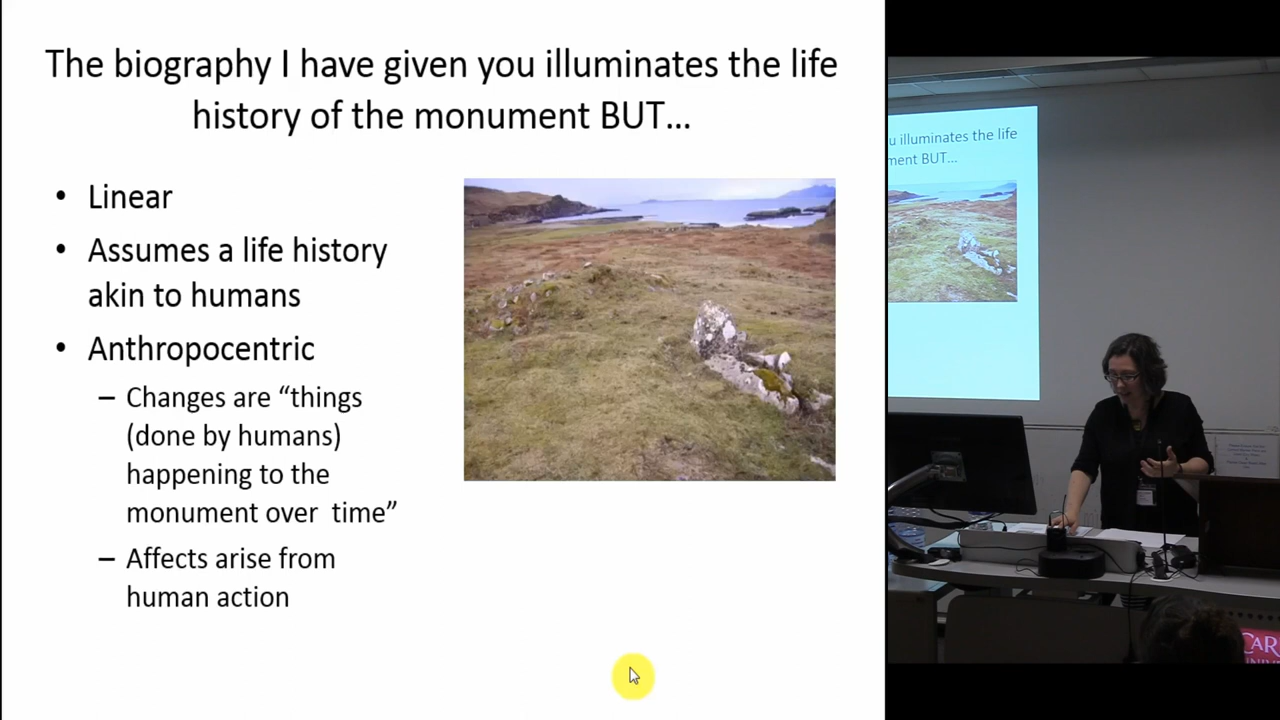 The biography I have given you illuminates the life
history of the monument BUT...
• Linear
• Assumes a life history
akin to humans
• Anthropocentric
– Changes are “things
(done by humans)
happening to the
monument over time”
– Affects arise from
human action
u illuminates the life
ment BUT...
CAR